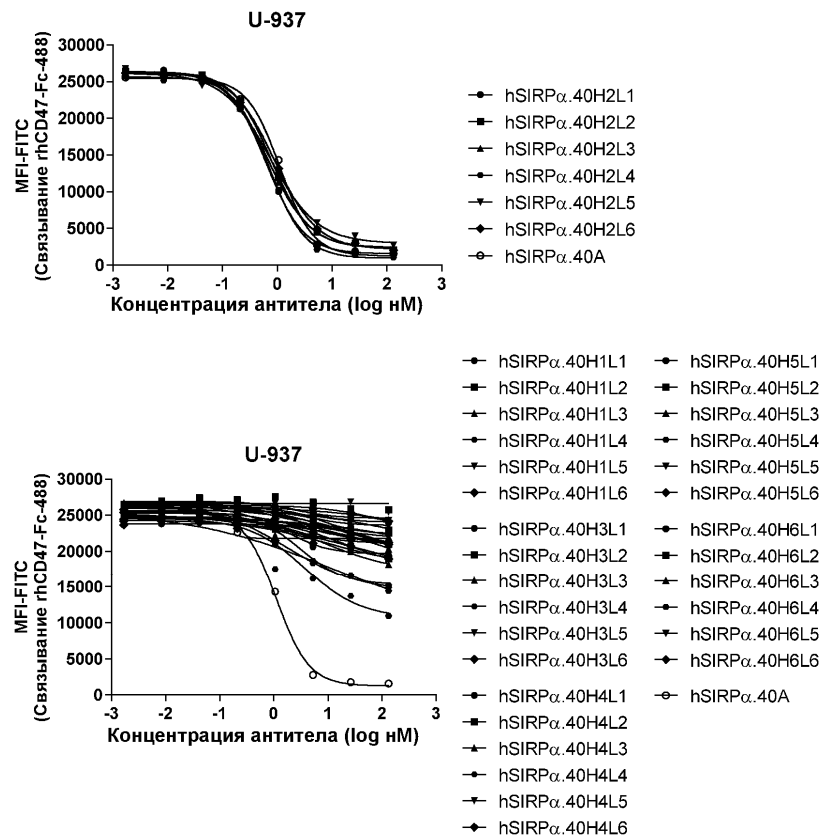 U-937
30000
25000
20000
15000
10000
5000
0
MFI-FITC
(Связывание rhCD47-Fc-488)
-3 -2 -1 0 1 2 3
Концентрация антитела (log нМ)
hSIRPα.40H2L1
hSIRPα.40H2L2
hSIRPα.40H2L3
hSIRPα.40H2L4
hSIRPα.40H2L5
hSIRPα.40H2L6
hSIRPα.40A
U-937
30000
25000
20000
15000
10000
5000
0
MFI-FITC
(Связывание rhCD47-Fc-488)
-3 -2 -1 0 1 2 3
Концентрация антитела (log нМ)
hSIRPα.40H1L1
hSIRPα.40H1L2
hSIRPα.40H1L3
hSIRPα.40H1L4
hSIRPα.40H1L5
hSIRPα.40H1L6
hSIRPα.40H3L1
hSIRPα.40H3L2
hSIRPα.40H3L3
hSIRPα.40H3L4
hSIRPα.40H3L5
hSIRPα.40H3L6
hSIRPα.40H4L1
hSIRPα.40H4L2
hSIRPα.40H4L3
hSIRPα.40H4L4
hSIRPα.40H4L5
hSIRPα.40H4L6
hSIRPα.40H5L1
hSIRPα.40H5L2
hSIRPα.40H5L3
hSIRPα.40H5L4
hSIRPα.40H5L5
hSIRPα.40H5L6
hSIRPα.40H6L1
hSIRPα.40H6L2
hSIRPα.40H6L3
hSIRPα.40H6L4
hSIRPα.40H6L5
hSIRPα.40H6L6
hSIRPα.40A